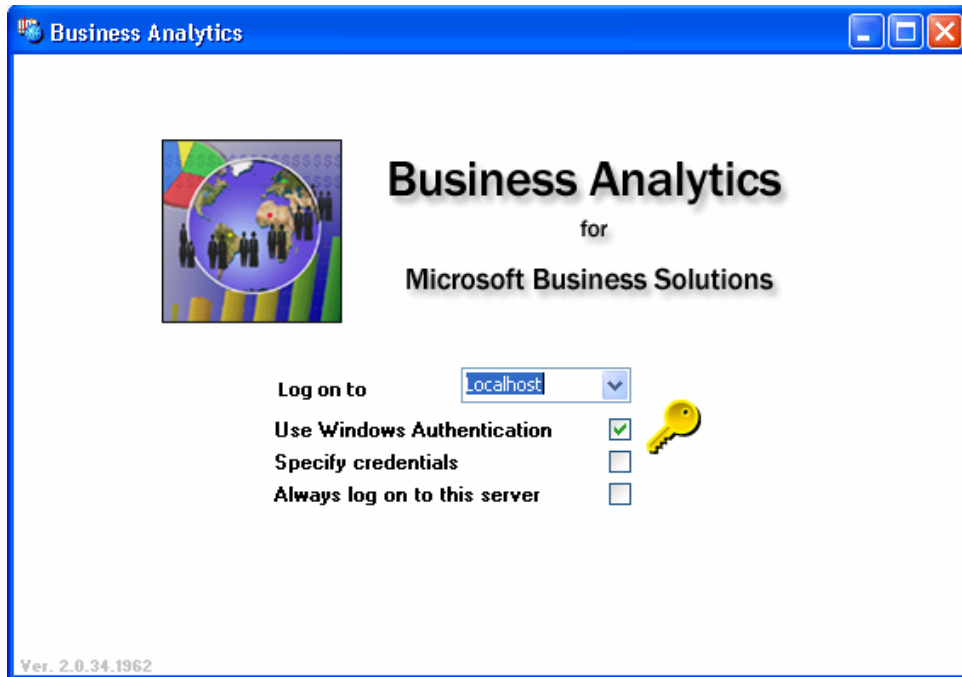 Business Analytics
Business Analytics
for
Microsoft Business Solutions
Log on to Localhost
Use Windows Authentication
Specify credentials
Always log on to this server
Ver. 2.0.34.1962